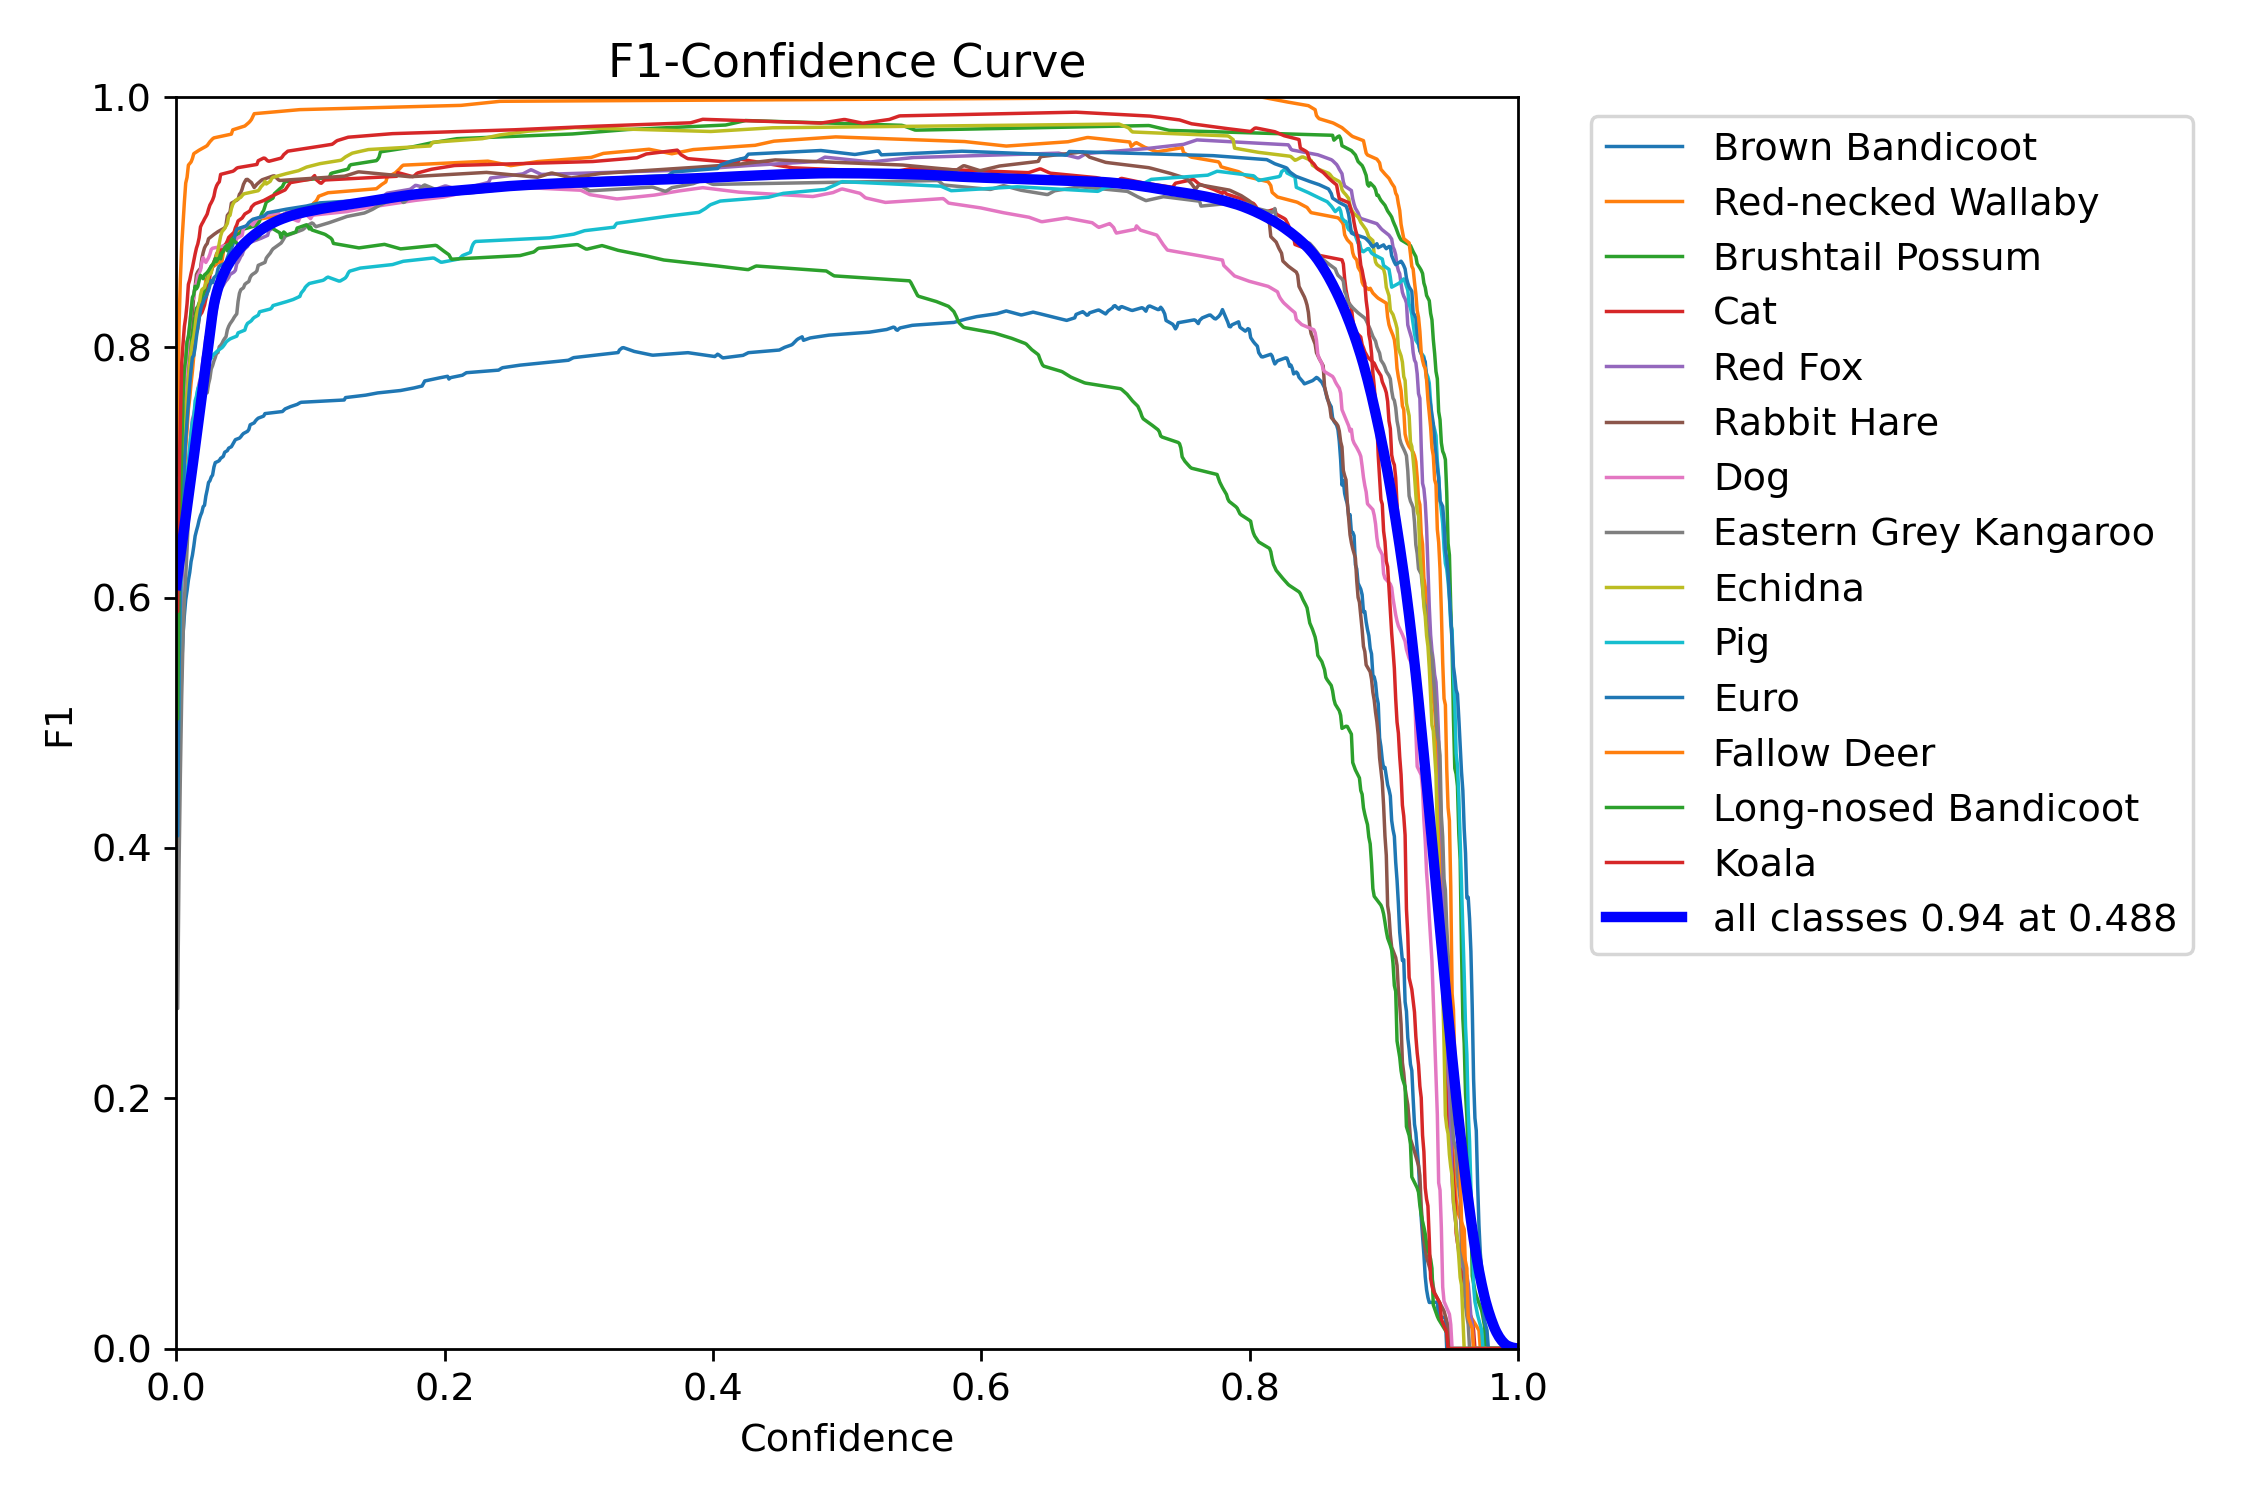 F1-Confidence Curve
1.0
0.8
0.6
0.4
0.2
0.0
F1
0.0 0.2 0.4 0.6 0.8 1.0
Confidence
Brown Bandicoot
Red-necked Wallaby
Brushtail Possum
Cat
Red Fox
Rabbit Hare
Dog
Eastern Grey Kangaroo
Echidna
Pig
Euro
Fallow Deer
Long-nosed Bandicoot
Koala
all classes 0.94 at 0.488